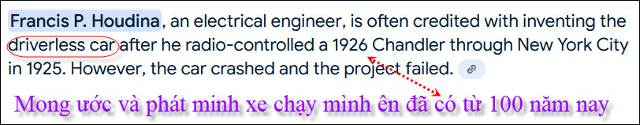 Francis P. Houdina, an electrical engineer, is often credited with inventing the
driverless car after he radio-controlled a 1926 Chandler through New York City
in 1925. However, the car crashed and the project failed.
Mong ước và phát minh xe chạy mình ên đã có từ 100 năm nay